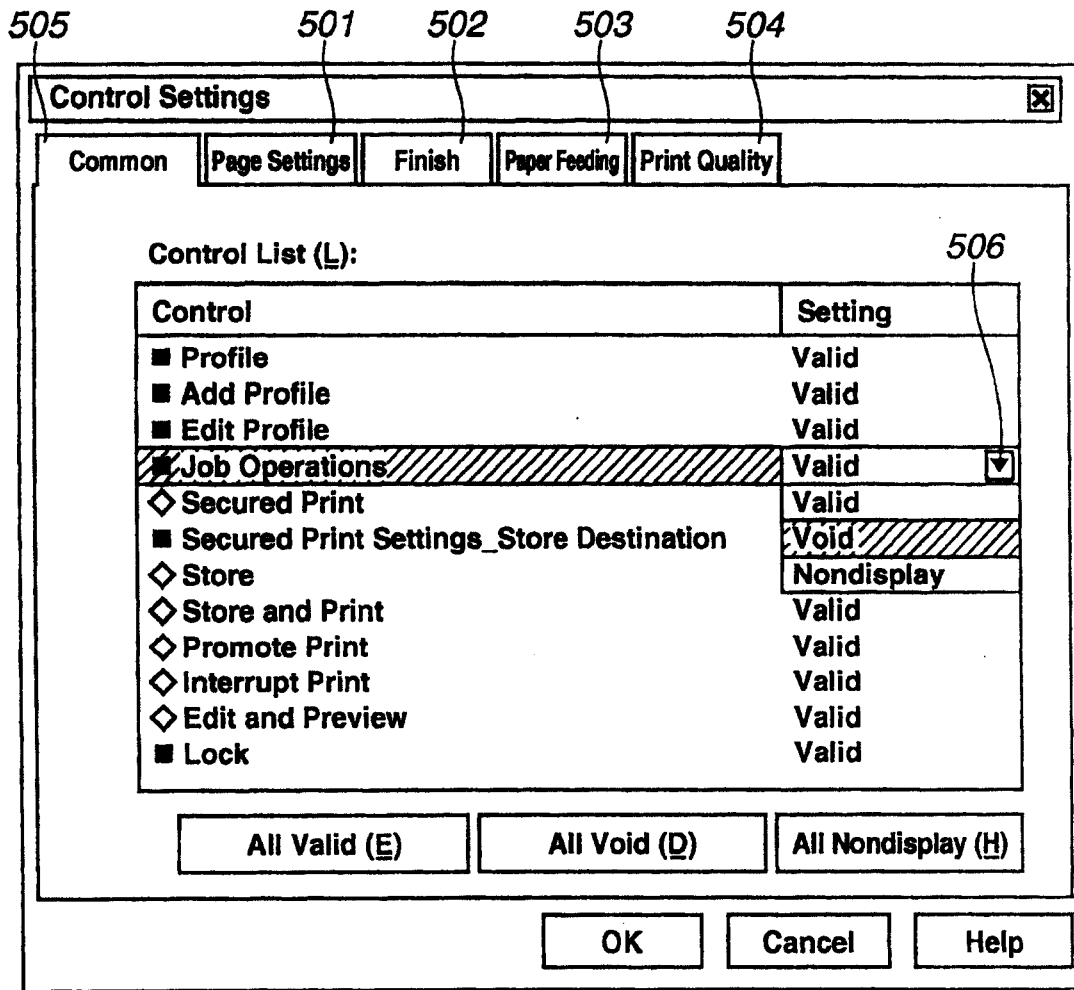 505 501 502 503 504
Control Settings
Common Page Settings Finish Paper Feeding Print Quality
Control List (L): 506
Control Setting
Profile Valid
Add Profile Valid
Edit Profile Valid
Job Operations Valid
Secured Print Valid
Secured Print Settings_Store Destination Void
Store Nondisplay
Store and Print Valid
Promote Print Valid
Interrupt Print Valid
Edit and Preview Valid
Lock Valid
All Valid (E) All Void (D) All Nondisplay (H)
OK Cancel Help